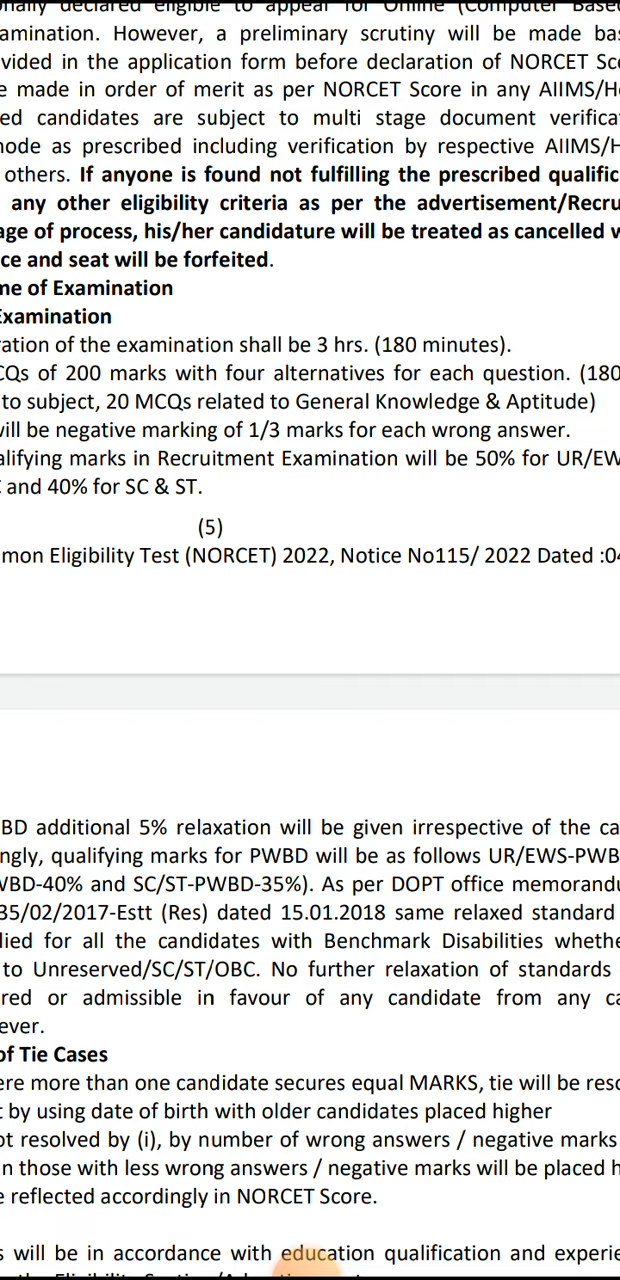 onally declared eligible to appear for Online (Computer Based
amination. However, a preliminary scrutiny will be made bas
vided in the application form before declaration of NORCET Sco
e made in order of merit as per NORCET Score in any AIIMS/Ho
ed candidates are subject to multi stage document verificat
node as prescribed including verification by respective AIIMS/H
others. If anyone is found not fulfilling the prescribed qualific
any other eligibility criteria as per the advertisement/Recru
age of process, his/her candidature will be treated as cancelled w
ce and seat will be forfeited.
me of Examination
Examination
ration of the examination shall be 3 hrs. (180 minutes).
CQs of 200 marks with four alternatives for each question. (180
to subject, 20 MCQs related to General Knowledge & Aptitude)
will be negative marking of 1/3 marks for each wrong answer.
alifying marks in Recruitment Examination will be 50% for UR/EW
C and 40% for SC & ST.
(5)
mon Eligibility Test (NORCET) 2022, Notice No115/ 2022 Dated :04
BD additional 5% relaxation will be given irrespective of the ca
ngly, qualifying marks for PWBD will be as follows UR/EWS-PWB
WBD-40% and SC/ST-PWBD-35%). As per DOPT office memorandu
35/02/2017-Estt (Res) dated 15.01.2018 same relaxed standard
lied for all the candidates with Benchmark Disabilities whethe
to Unreserved/SC/ST/OBC. No further relaxation of standards
red or admissible in favour of any candidate from any ca
ever.
of Tie Cases
ere more than one candidate secures equal MARKS, tie will be reso
t by using date of birth with older candidates placed higher
ot resolved by (i), by number of wrong answers / negative marks
n those with less wrong answers / negative marks will be placed h
e reflected accordingly in NORCET Score.
s will be in accordance with education qualification and experie